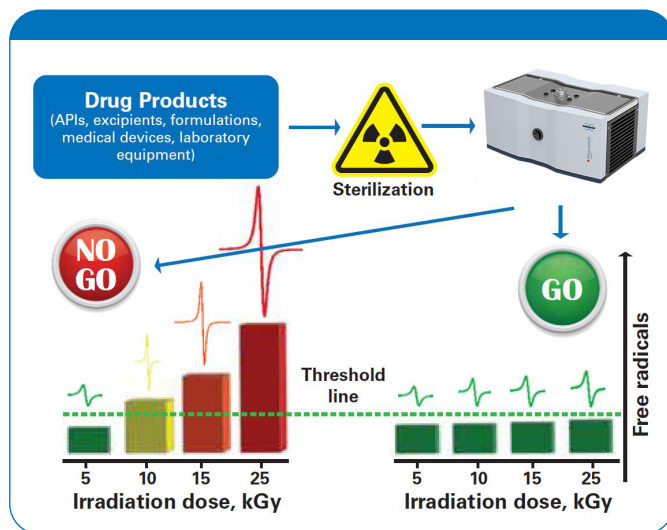 Drug Products
(APIs, excipients, formulations,
medical devices, laboratory
equipment)
Sterilization
NO
GO
GO
Threshold
line
Free radicals
5 10 15 25
Irradiation dose, kGy
5 10 15 25
Irradiation dose, kGy